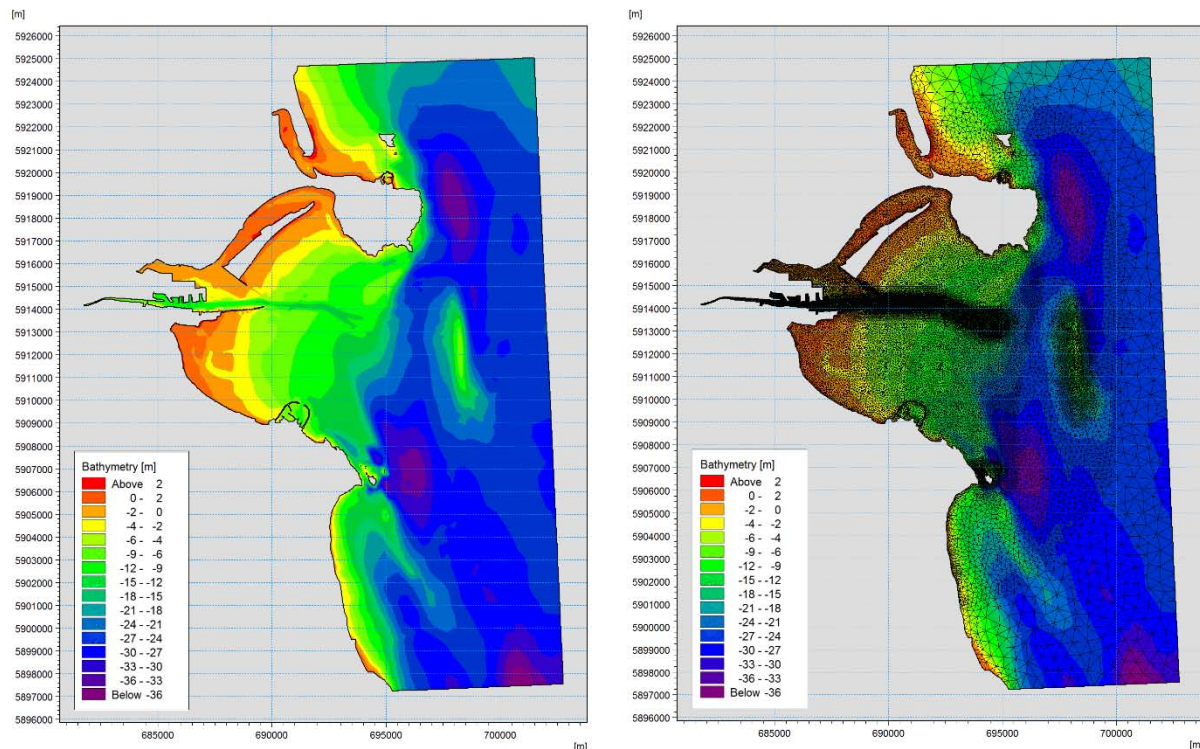 [m]
5926000
5925000
5924000
5923000
5922000
5921000
5920000
5919000
5918000
5917000
5916000
5915000
5914000
5913000
5912000
5911000
5910000
5909000
5908000
5907000
5906000
5905000
5904000
5903000
5902000
5901000
5900000
5899000
5898000
5897000
5896000
Bathymetry [m]
Above 2
0 - 2
-2 - 0
-4 - -2
-6 - -4
-9 - -6
-12 - -9
-15 - -12
-18 - -15
-21 - -18
-24 - -21
-27 - -24
-30 - -27
-33 - -30
-36 - -33
Below -36
685000 690000 695000 700000
[m]
[m]
5926000
5925000
5924000
5923000
5922000
5921000
5920000
5919000
5918000
5917000
5916000
5915000
5914000
5913000
5912000
5911000
5910000
5909000
5908000
5907000
5906000
5905000
5904000
5903000
5902000
5901000
5900000
5899000
5898000
5897000
5896000
Bathymetry [m]
Above 2
0 - 2
-2 - 0
-4 - -2
-6 - -4
-9 - -6
-12 - -9
-15 - -12
-18 - -15
-21 - -18
-24 - -21
-27 - -24
-30 - -27
-33 - -30
-36 - -33
Below -36
685000 690000 695000 700000
[m]